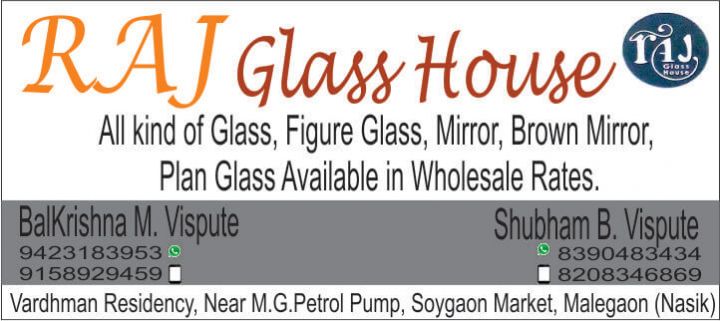 RAJ Glass House
raj
Glass
House
All kind of Glass, Figure Glass, Mirror, Brown Mirror,
Plan Glass Available in Wholesale Rates.
BalKrishna M. Vispute
9423183953
9158929459
Shubham B. Vispute
8390483434
8208346869
Vardhman Residency, Near M.G.Petrol Pump, Soygaon Market, Malegaon (Nasik)